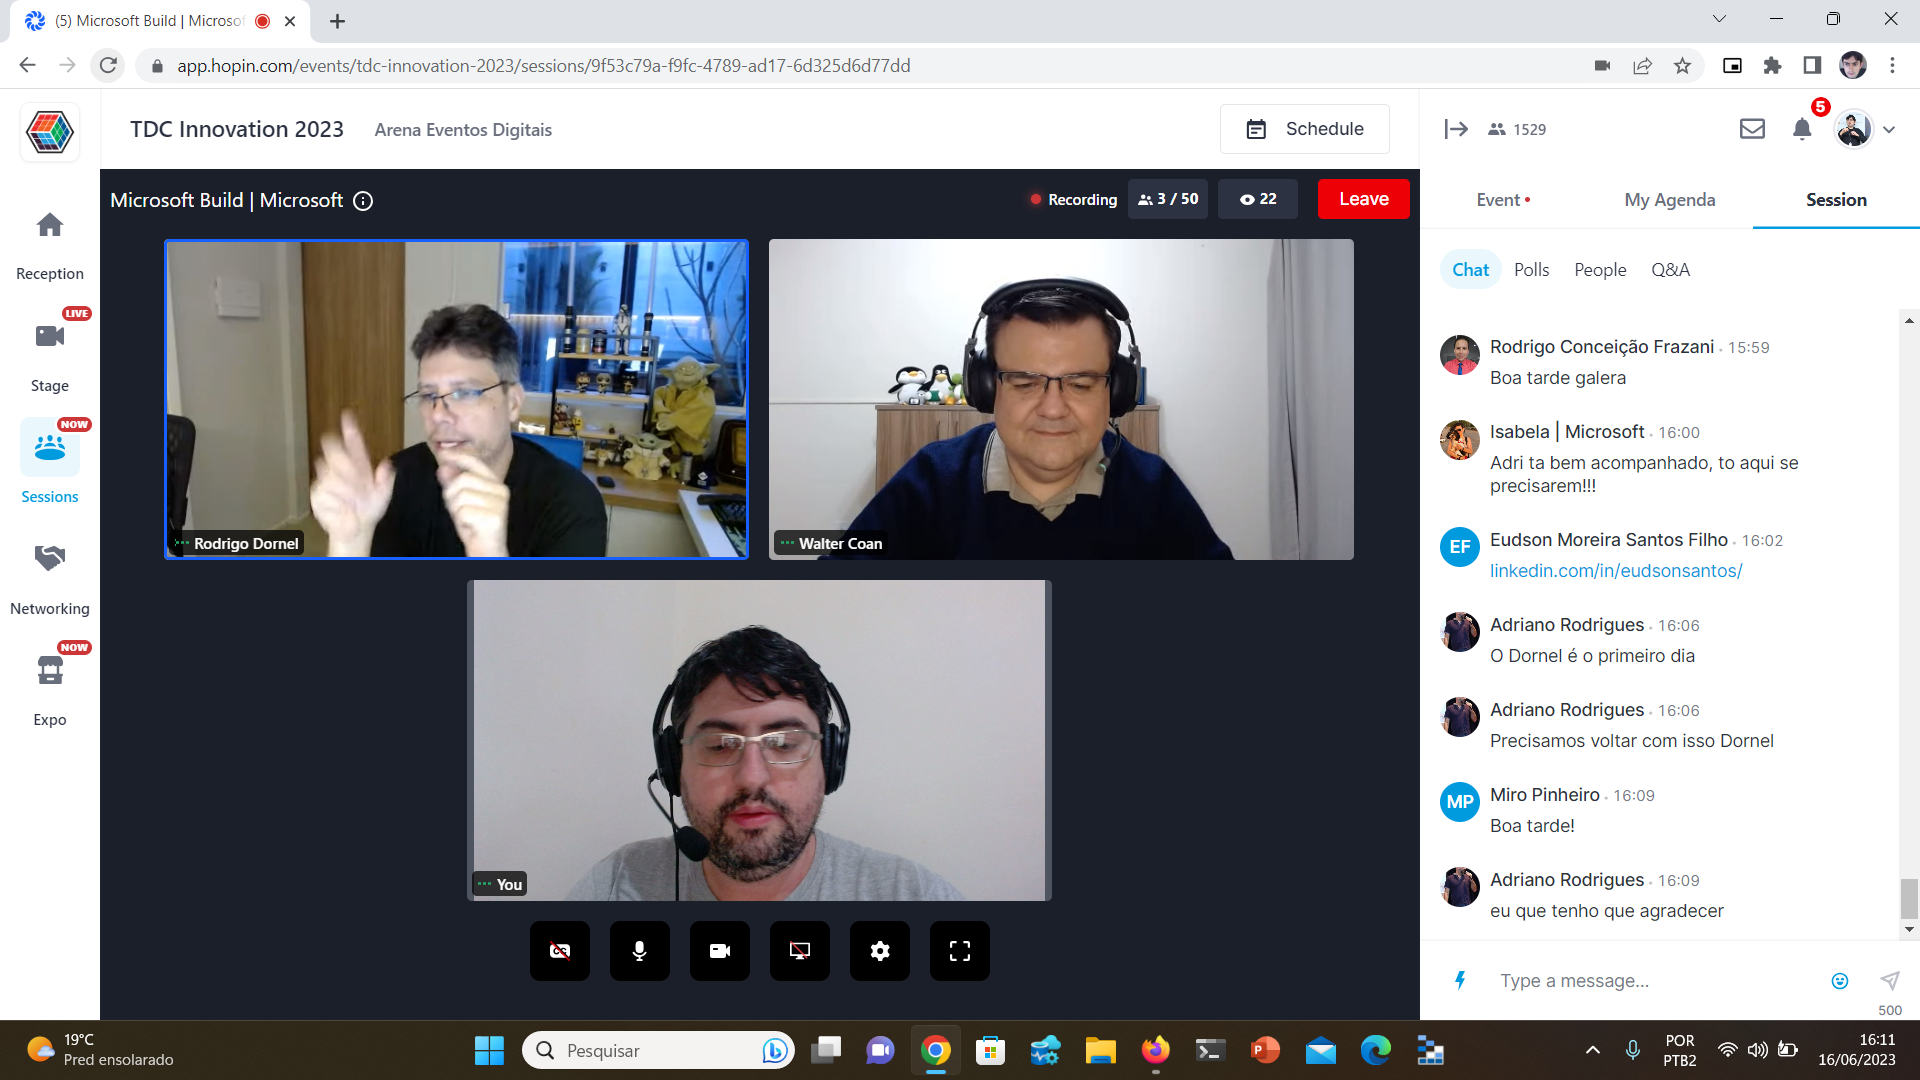 (5) Microsoft Build | Microsof
app.hopin.com/events/tdc-innovation-2023/sessions/9f53c79a-f9fc-4789-ad17-6d325d6d77dd
TDC Innovation 2023
Arena Eventos Digitais
Schedule
1529
5
Reception
LIVE
Stage
NOW
Sessions
Networking
NOW
Expo
Microsoft Build | Microsoft
Recording
3 / 50
22
Leave
Rodrigo Dornel
Walter Coan
You
CC
Event
My Agenda
Session
Chat
Polls
People
Q&A
Rodrigo Conceição Frazani · 15:59
Boa tarde galera
Isabela | Microsoft · 16:00
Adri ta bem acompanhado, to aqui se
precisarem!!!
EF
Eudson Moreira Santos Filho · 16:02
linkedin.com/in/eudsonsantos/
Adriano Rodrigues · 16:06
O Dornel é o primeiro dia
Adriano Rodrigues · 16:06
Precisamos voltar com isso Dornel
MP
Miro Pinheiro · 16:09
Boa tarde!
Adriano Rodrigues · 16:09
eu que tenho que agradecer
Type a message...
500
19°C
Pred ensolarado
Pesquisar
POR
PTB2
16:11
16/06/2023